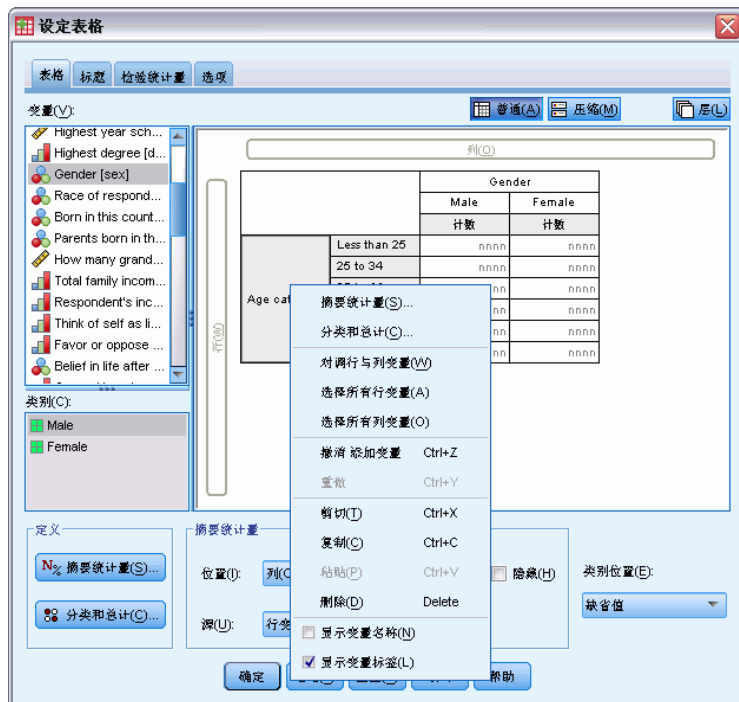 设定表格
表格 标题 检验统计量 选项
变量(V):
普通(A) 压缩(M) 层(L)
Highest year sch...
Highest degree [d...
Gender [sex]
Race of respond...
Born in this count...
Parents born in th...
How many grand...
Total family incom...
Respondent's inc...
Think of self as li...
Favor or oppose ...
Belief in life after ...
类别(C):
Male
Female
列(O)
行(W)
Gender
Male Female
计数 计数
Less than 25 nnnn nnnn
25 to 34 nnnn nnnn
Age cat
nnnn
nnnn
nnnn
nnnn
摘要统计量(S)...
分类和总计(C)...
对调行与列变量(W)
选择所有行变量(A)
选择所有列变量(O)
撤消 添加变量 Ctrl+Z
重做 Ctrl+Y
剪切(T) Ctrl+X
复制(C) Ctrl+C
粘贴(P) Ctrl+V
删除(D) Delete
显示变量名称(N)
显示变量标签(L)
定义
N% 摘要统计量(S)...
分类和总计(C)...
摘要统计量
位置(I): 列(O
隐藏(H)
源(U): 行变
类别位置(E):
缺省值
确定 帮助